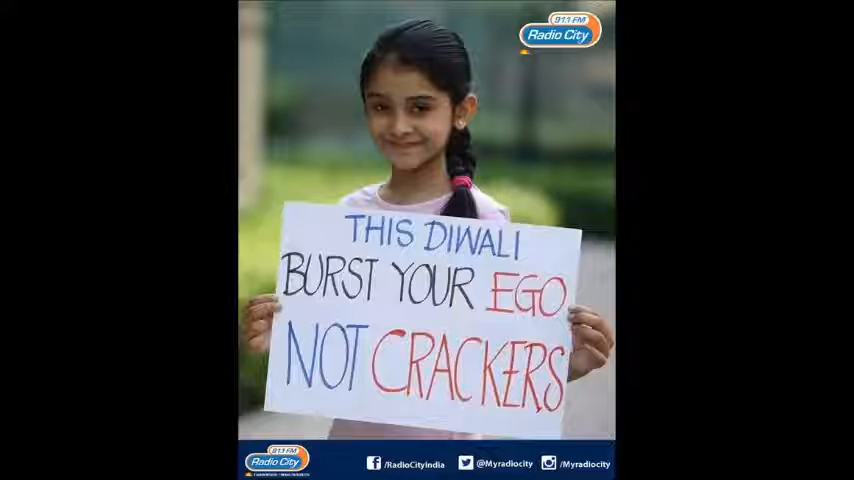 91.1 FM
Radio City
THIS DIWALI
BURST YOUR EGO
NOT CRACKERS
91.1 FM
Radio City
/RadioCityIndia
@Myradiocity
/Myradiocity